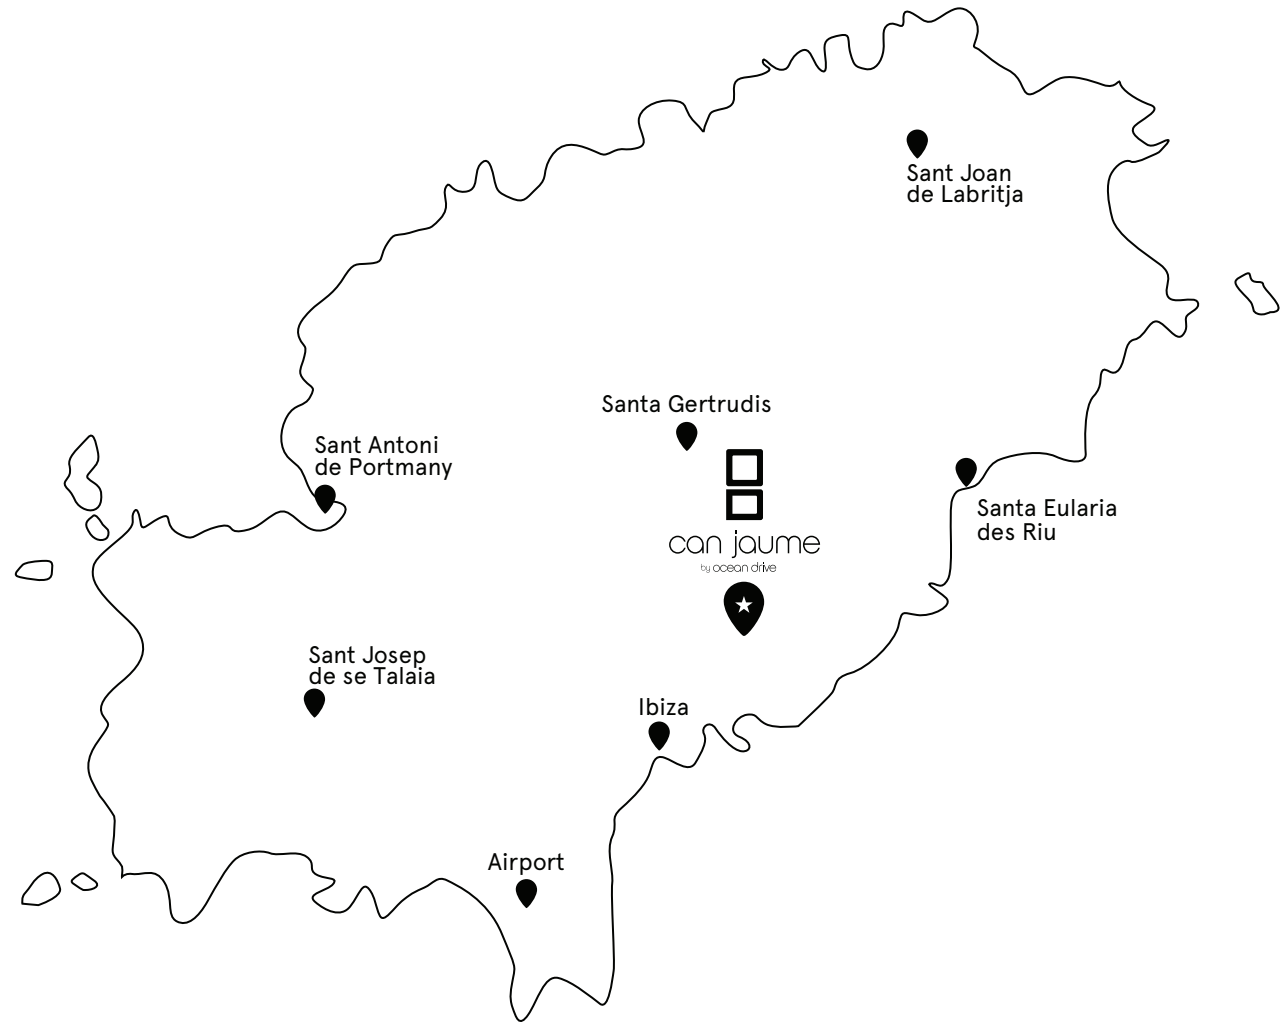 Sant Joan
de Labritja
Santa Gertrudis
Sant Antoni
de Portmany
Santa Eularia
des Riu
can jaume
by ocean drive
Sant Josep
de se Talaia
Ibiza
Airport